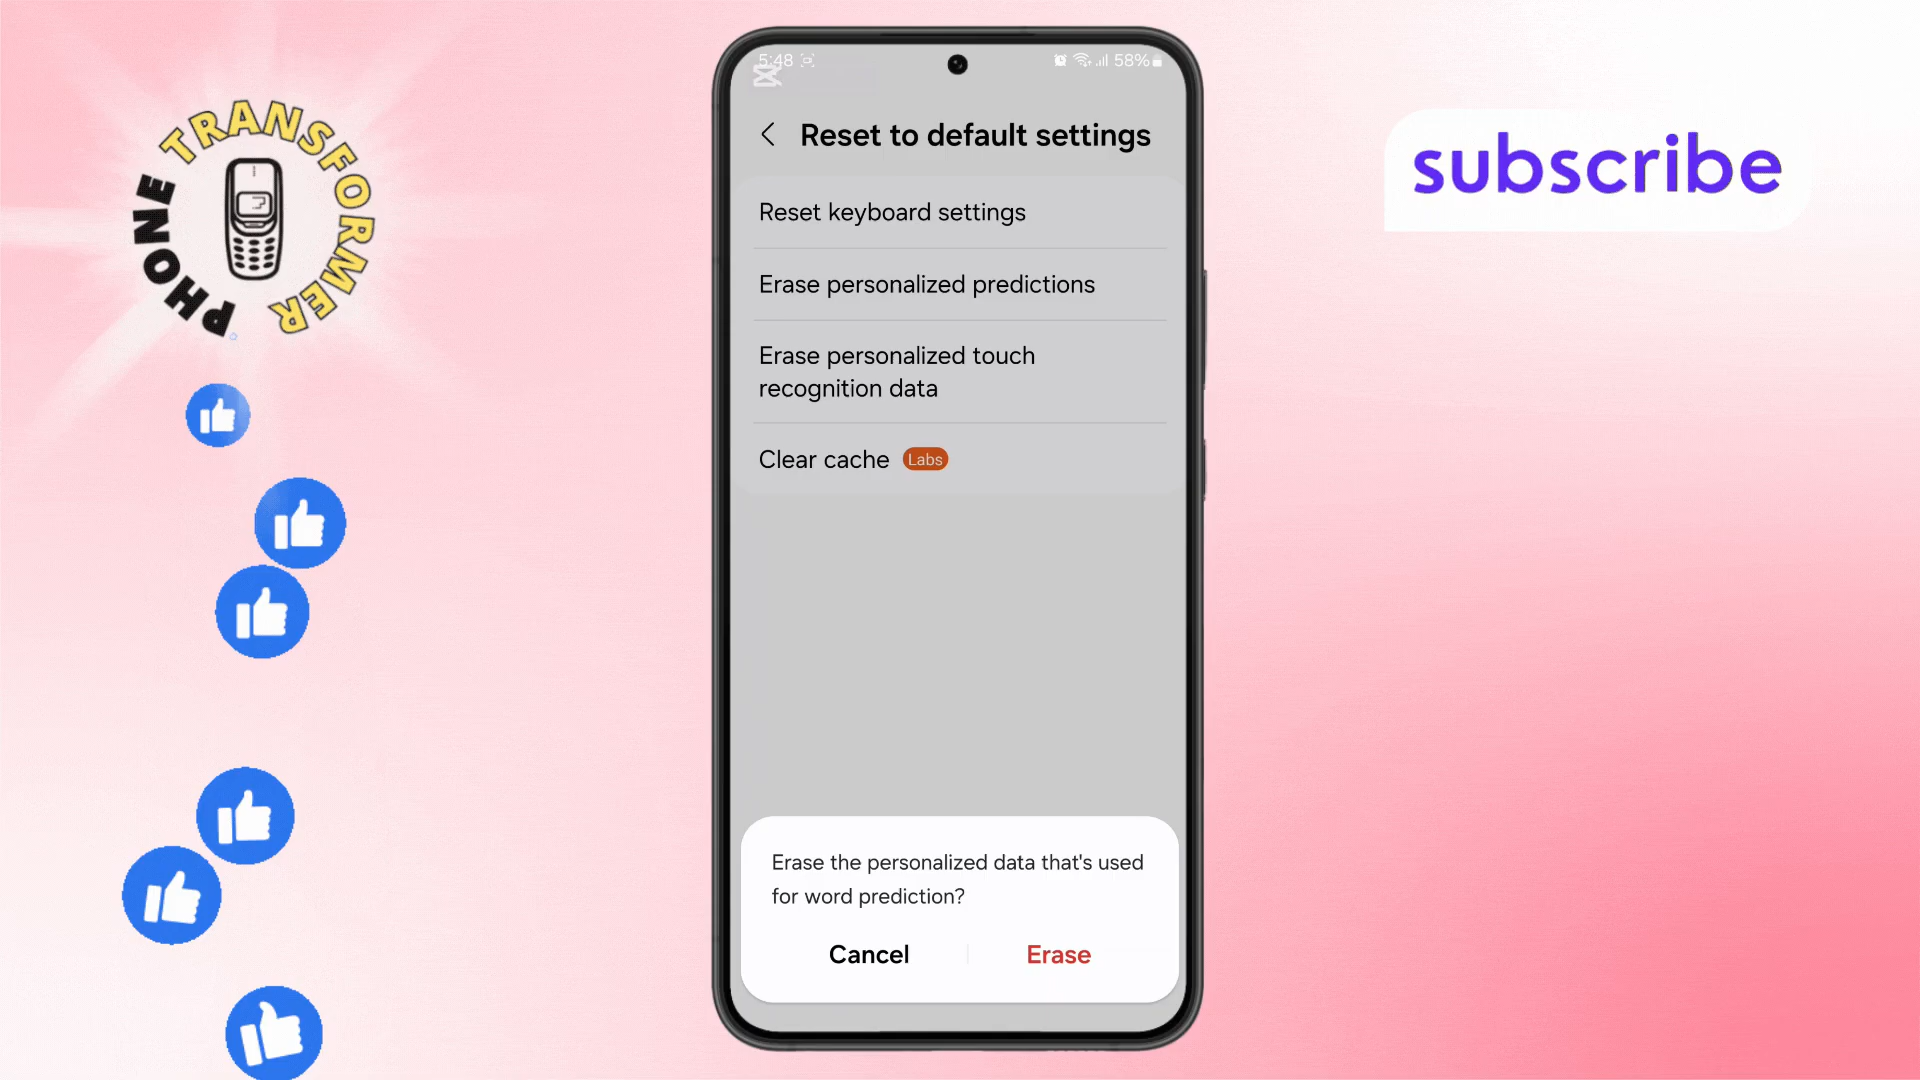 PHONE TRANSFORMER
5:48
58%
Reset to default settings
subscribe
Reset keyboard settings
Erase personalized predictions
Erase personalized touch
recognition data
Clear cache Labs
Erase the personalized data that's used
for word prediction?
Cancel
Erase